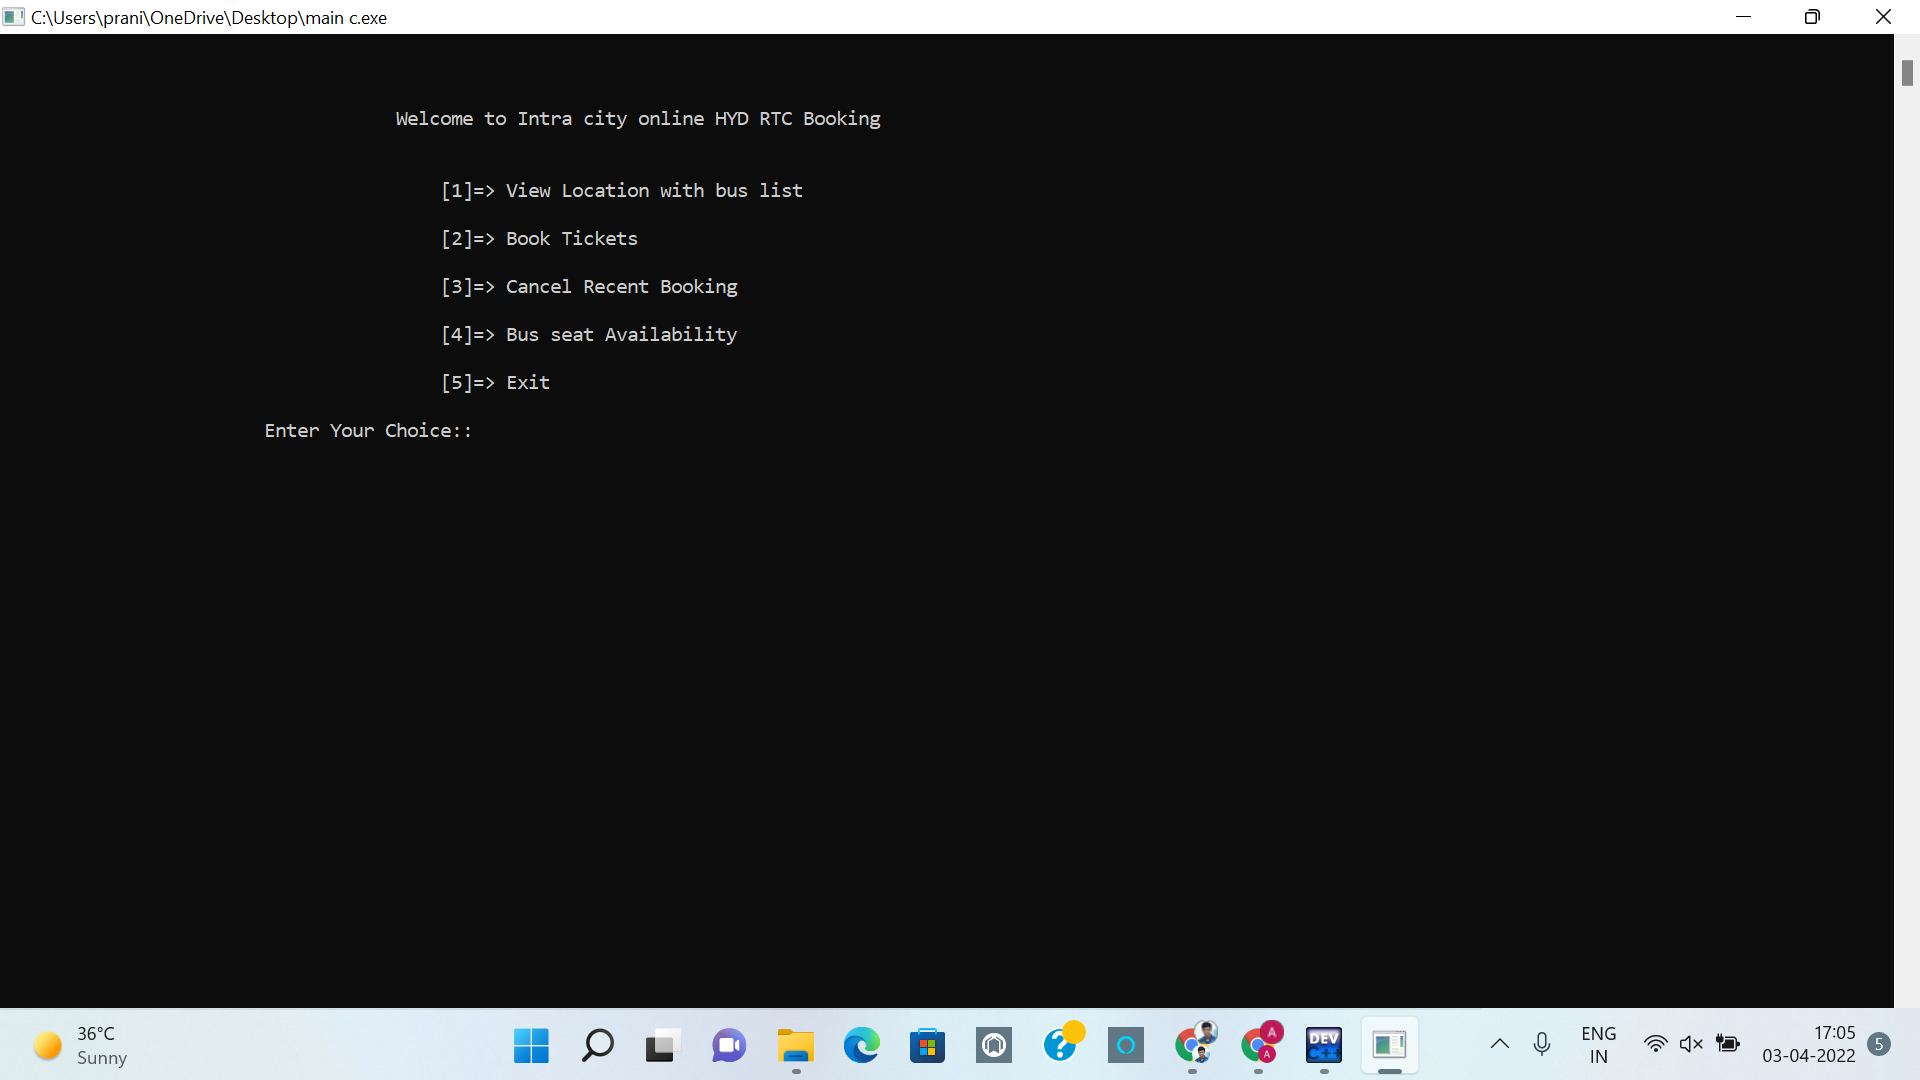 C:\Users\prani\OneDrive\Desktop\main c.exe
Welcome to Intra city online HYD RTC Booking
[1]=> View Location with bus list
[2]=> Book Tickets
[3]=> Cancel Recent Booking
[4]=> Bus seat Availability
[5]=> Exit
Enter Your Choice::
36°C
Sunny
A
A
DEV
C++
ENG
IN
17:05
03-04-2022
5